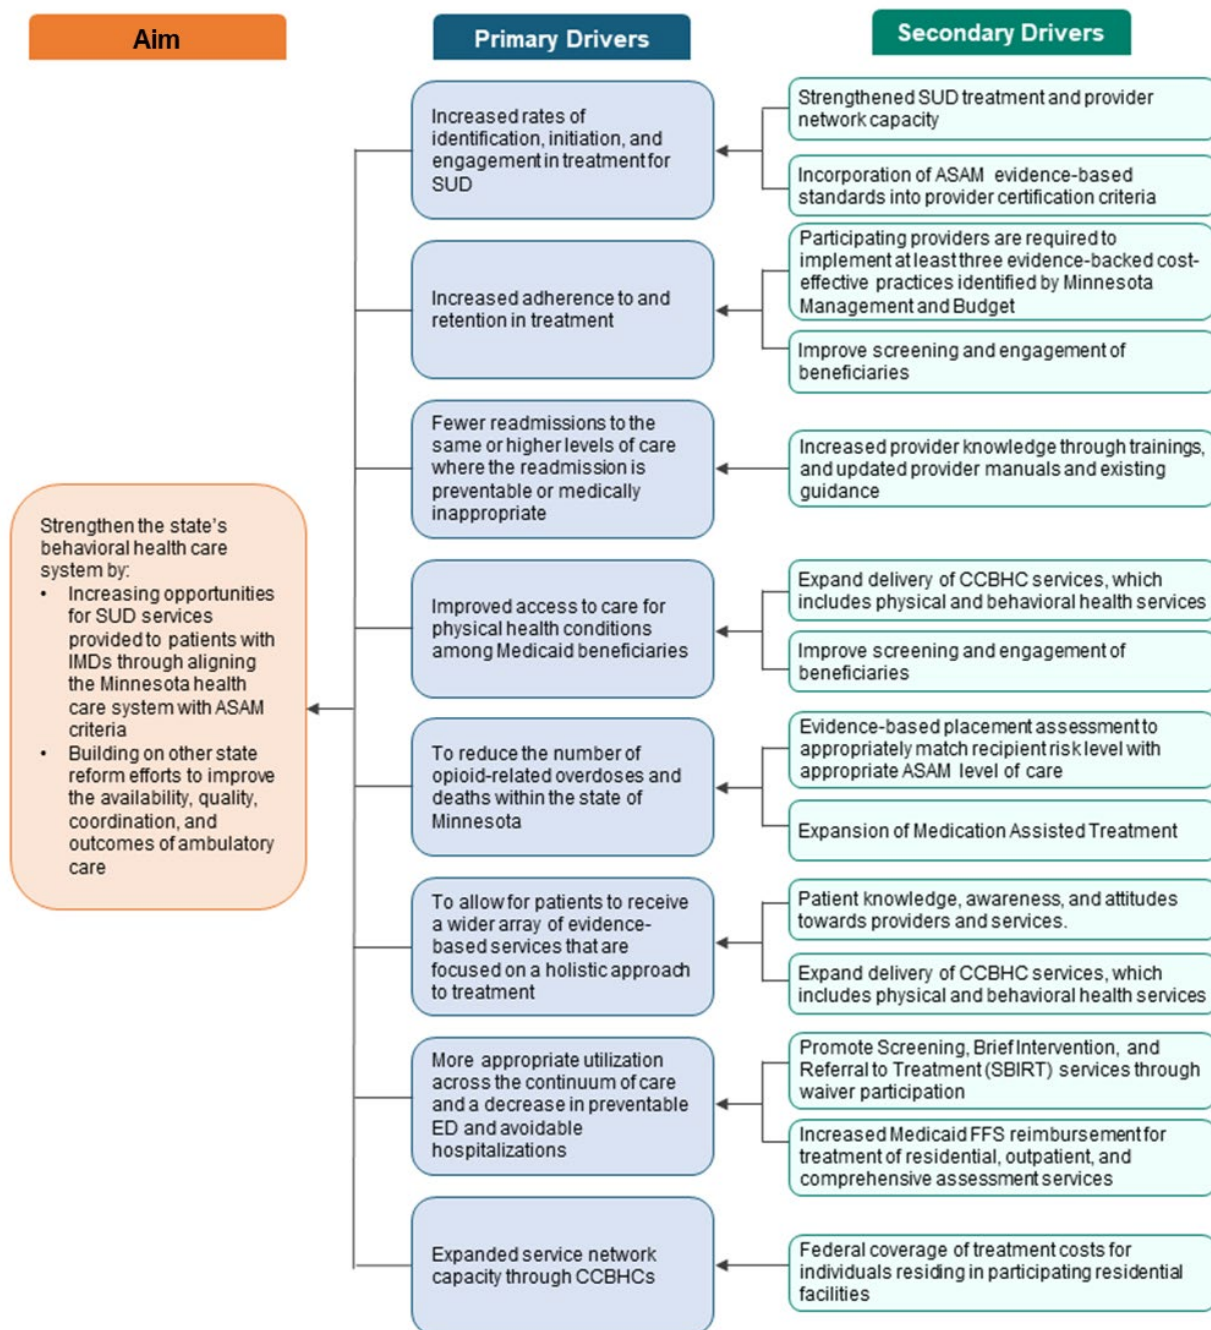 Aim
Primary Drivers
Secondary Drivers
Strengthen the state's
behavioral health care
system by:
• Increasing opportunities
for SUD services
provided to patients with
IMDs through aligning
the Minnesota health
care system with ASAM
criteria
• Building on other state
reform efforts to improve
the availability, quality,
coordination, and
outcomes of ambulatory
care
Increased rates of
identification, initiation, and
engagement in treatment for
SUD
Strengthened SUD treatment and provider
network capacity
Incorporation of ASAM evidence-based
standards into provider certification criteria
Increased adherence to and
retention in treatment
Participating providers are required to
implement at least three evidence-backed cost-
effective practices identified by Minnesota
Management and Budget
Improve screening and engagement of
beneficiaries
Fewer readmissions to the
same or higher levels of care
where the readmission is
preventable or medically
inappropriate
Increased provider knowledge through trainings,
and updated provider manuals and existing
guidance
Improved access to care for
physical health conditions
among Medicaid beneficiaries
Expand delivery of CCBHC services, which
includes physical and behavioral health services
Improve screening and engagement of
beneficiaries
To reduce the number of
opioid-related overdoses and
deaths within the state of
Minnesota
Evidence-based placement assessment to
appropriately match recipient risk level with
appropriate ASAM level of care
Expansion of Medication Assisted Treatment
To allow for patients to receive
a wider array of evidence-
based services that are
focused on a holistic approach
to treatment
Patient knowledge, awareness, and attitudes
towards providers and services.
Expand delivery of CCBHC services, which
includes physical and behavioral health services
More appropriate utilization
across the continuum of care
and a decrease in preventable
ED and avoidable
hospitalizations
Promote Screening, Brief Intervention, and
Referral to Treatment (SBIRT) services through
waiver participation
Increased Medicaid FFS reimbursement for
treatment of residential, outpatient, and
comprehensive assessment services
Expanded service network
capacity through CCBHCs
Federal coverage of treatment costs for
individuals residing in participating residential
facilities